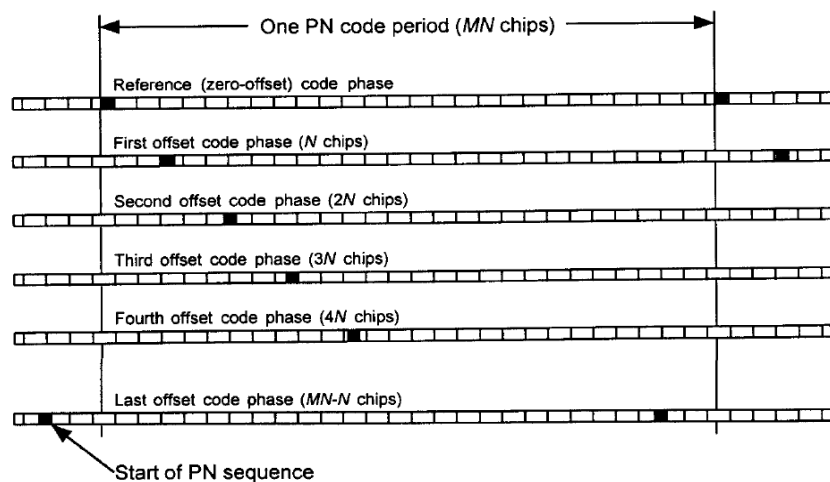 One PN code period (MN chips)
Reference (zero-offset) code phase
First offset code phase (N chips)
Second offset code phase (2N chips)
Third offset code phase (3N chips)
Fourth offset code phase (4N chips)
Last offset code phase (MN-N chips)
Start of PN sequence